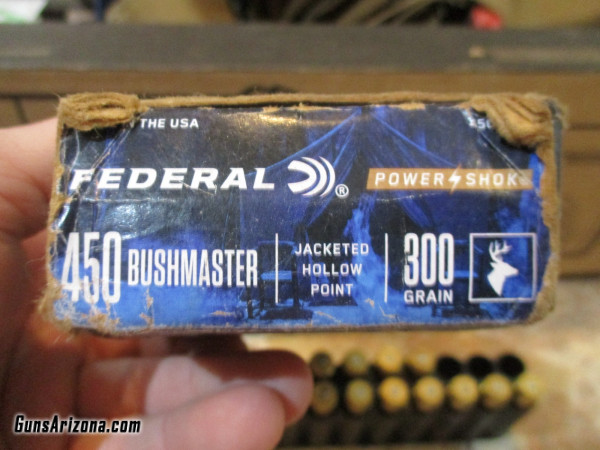 THE USA
FEDERAL ® POWER SHOK
450 BUSHMASTER JACKETED HOLLOW POINT 300 GRAIN
GunsArizona.com